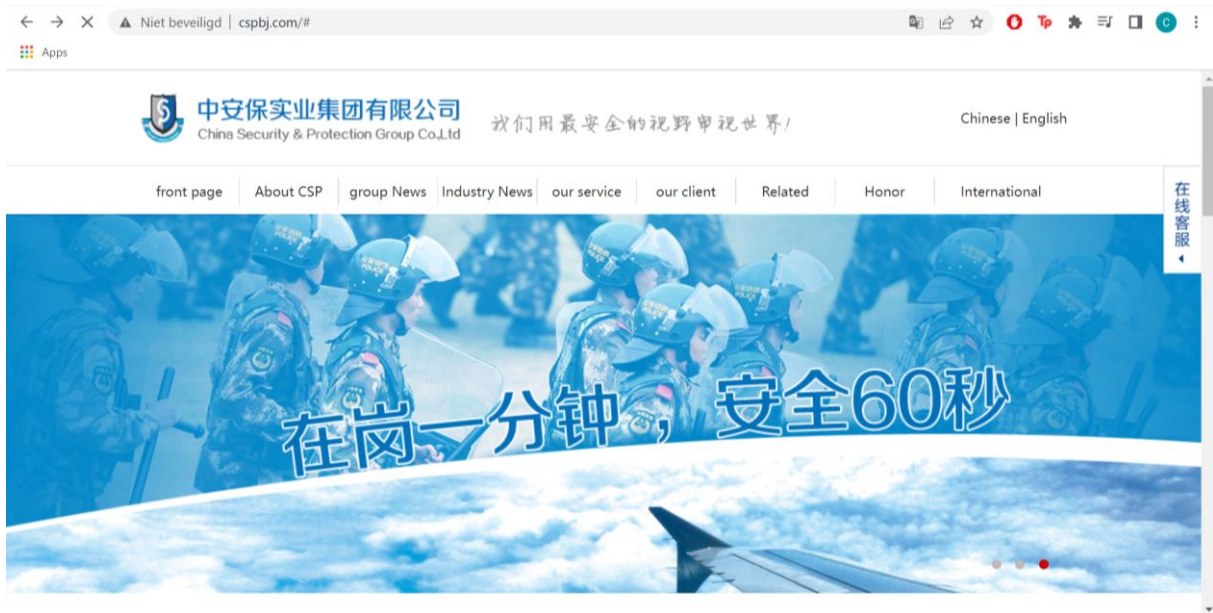 Niet beveiligd | cspbj.com/#
Apps
中安保实业集团有限公司
China Security & Protection Group Co,Ltd
我们用最安全的视野审视世界!
Chinese | English
front page
About CSP
group News
Industry News
our service
our client
Related
Honor
International
在线客服
POLICE
POLICE
POLICE
在岗一分钟,安全60秒